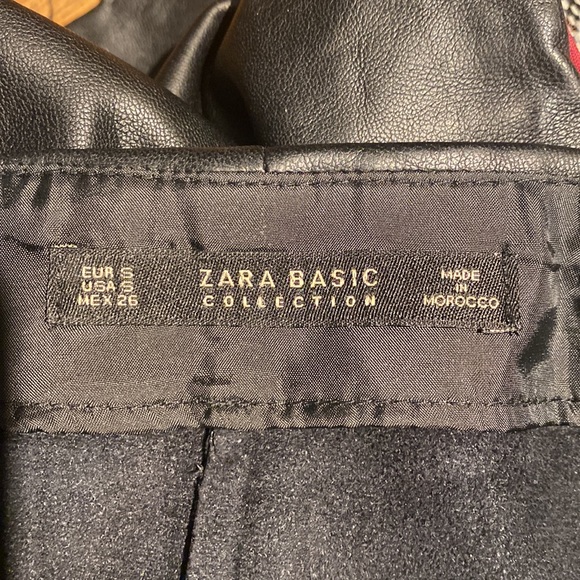 EUR S
USA S
MEX 26
ZARA BASIC
COLLECTION
MADE
IN
MOROCCO